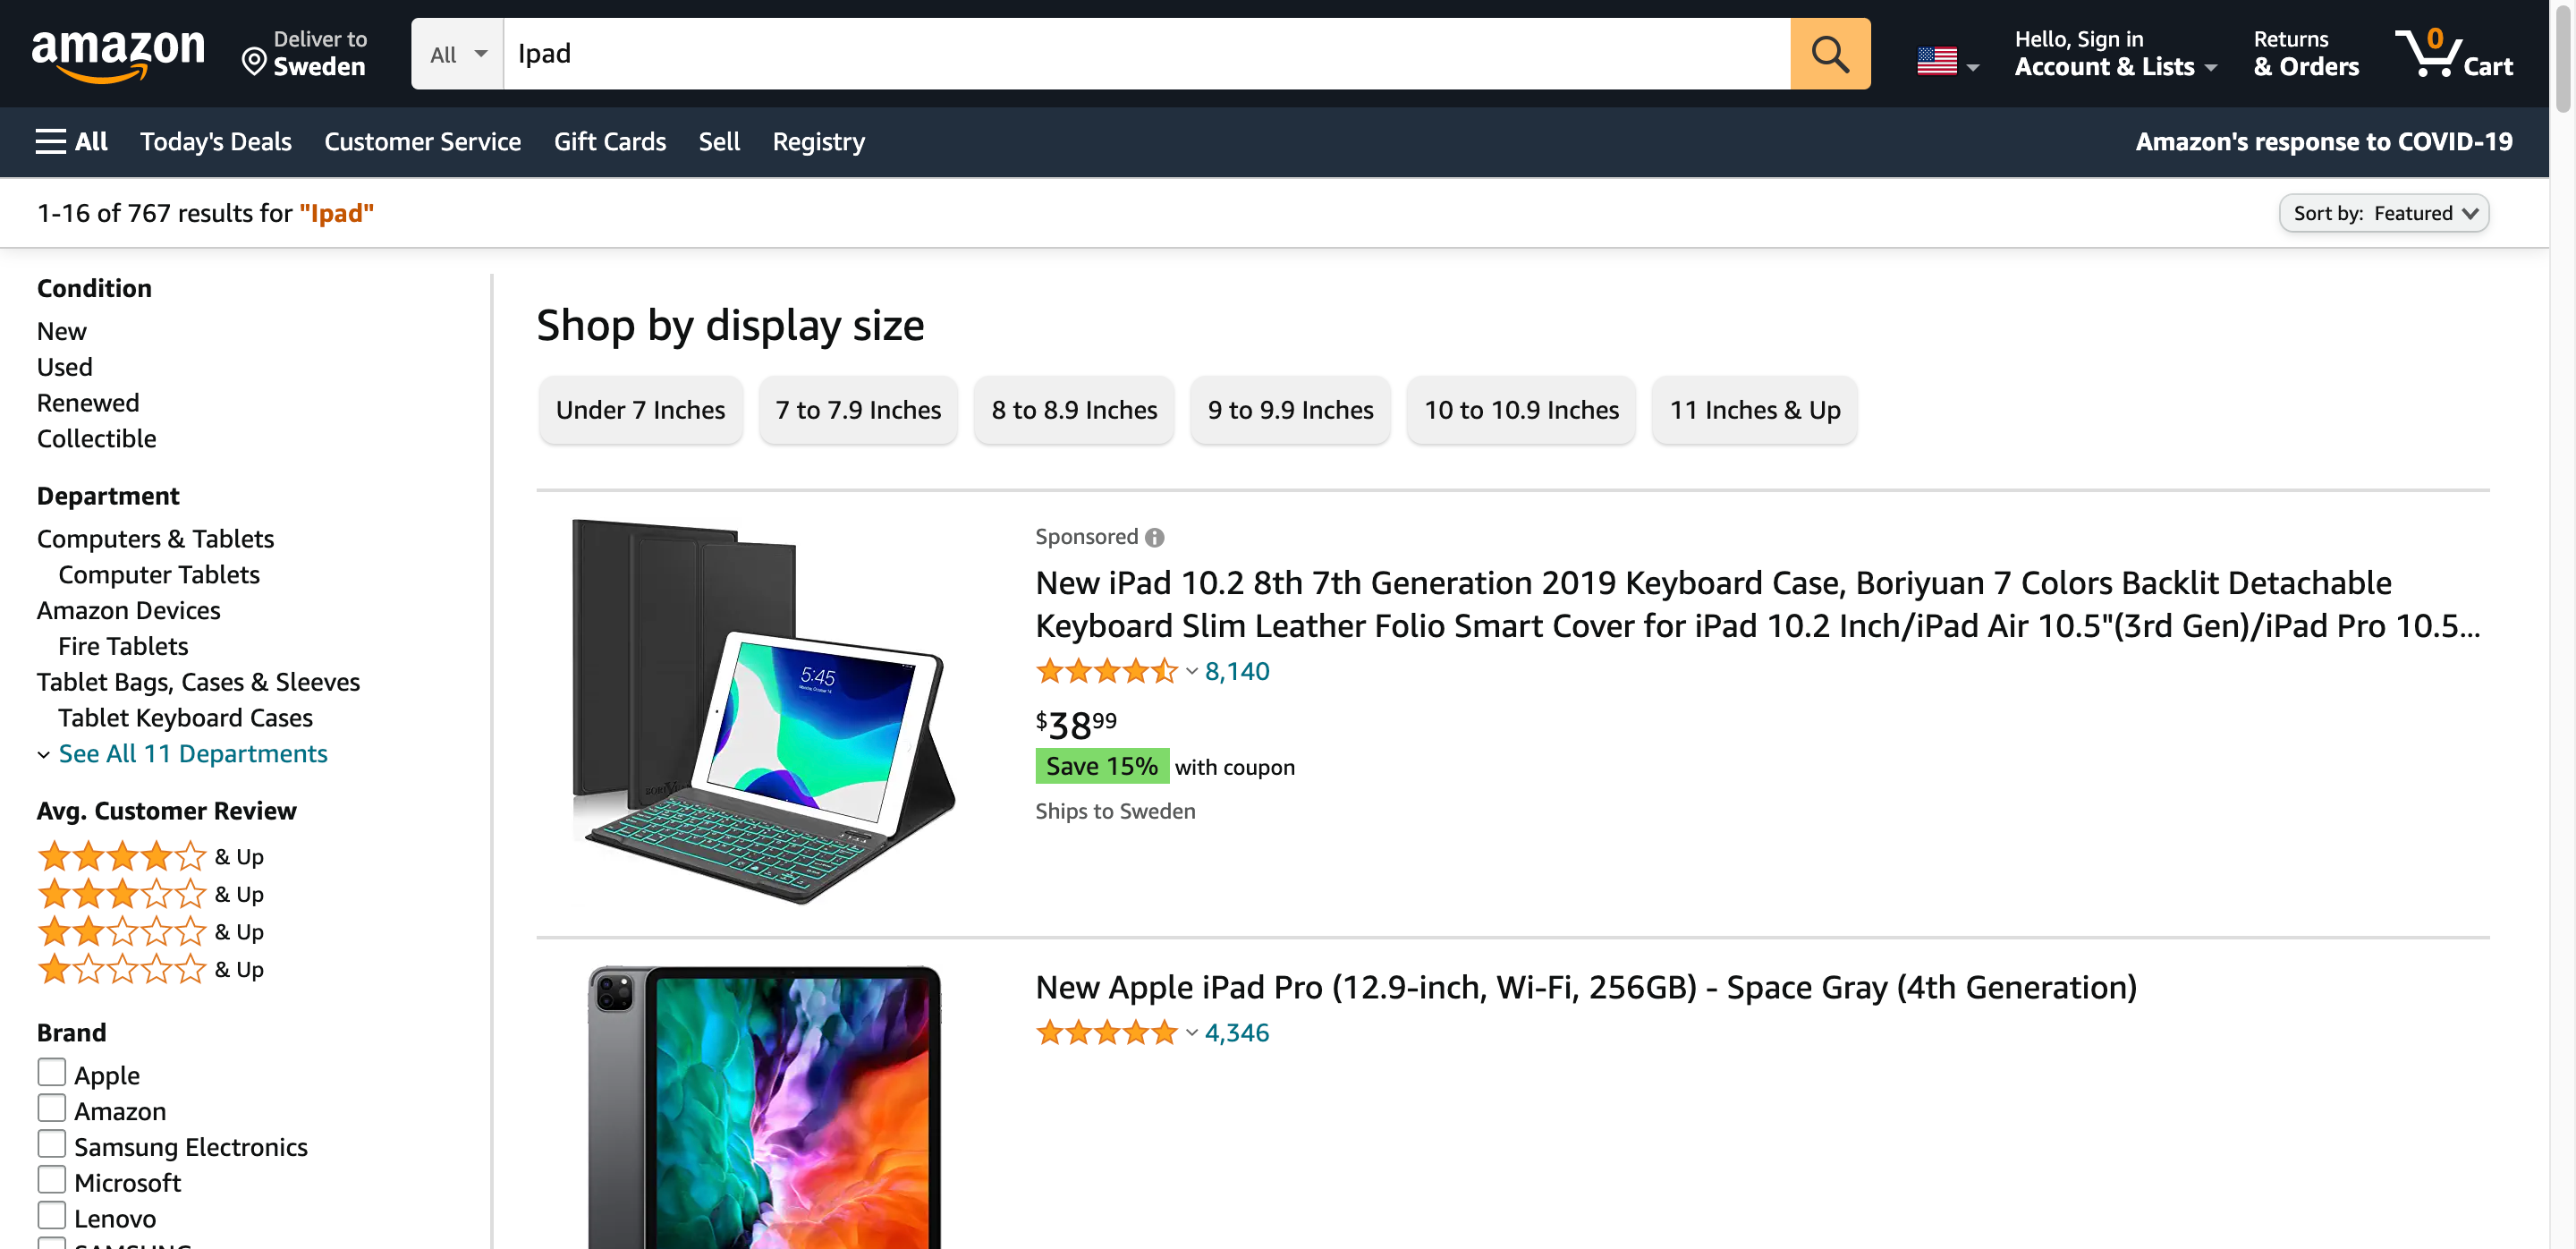 amazon
Deliver to
Sweden
All
Ipad
Hello, Sign in
Account & Lists
Returns
& Orders
0
Cart
All
Today's Deals
Customer Service
Gift Cards
Sell
Registry
Amazon's response to COVID-19
1-16 of 767 results for "Ipad"
Sort by: Featured
Condition
New
Used
Renewed
Collectible
Department
Computers & Tablets
Computer Tablets
Amazon Devices
Fire Tablets
Tablet Bags, Cases & Sleeves
Tablet Keyboard Cases
See All 11 Departments
Avg. Customer Review
& Up
& Up
& Up
& Up
Brand
Apple
Amazon
Samsung Electronics
Microsoft
Lenovo
SAMSUNG
Shop by display size
Under 7 Inches
7 to 7.9 Inches
8 to 8.9 Inches
9 to 9.9 Inches
10 to 10.9 Inches
11 Inches & Up
5:45
Sponsored
New iPad 10.2 8th 7th Generation 2019 Keyboard Case, Boriyuan 7 Colors Backlit Detachable
Keyboard Slim Leather Folio Smart Cover for iPad 10.2 Inch/iPad Air 10.5"(3rd Gen)/iPad Pro 10.5...
8,140
$3899
Save 15% with coupon
Ships to Sweden
New Apple iPad Pro (12.9-inch, Wi-Fi, 256GB) - Space Gray (4th Generation)
4,346